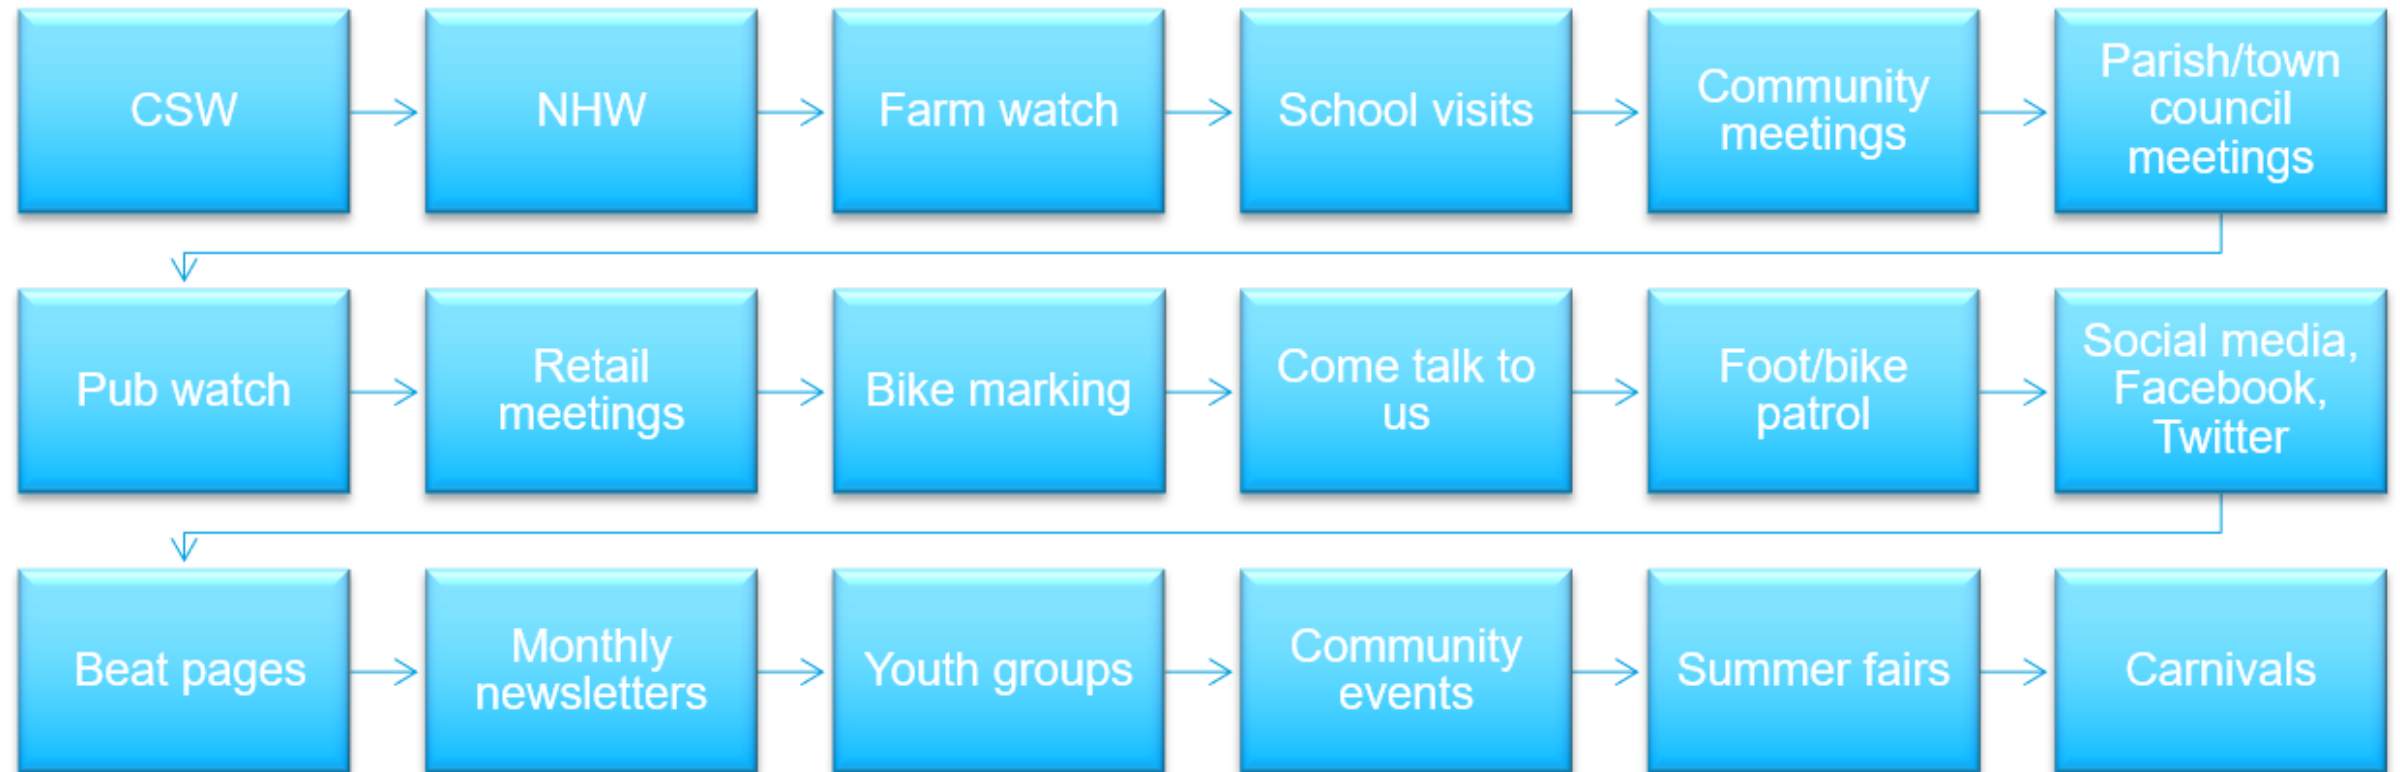 CSW
NHW
Farm watch
School visits
Community
meetings
Parish/town
council
meetings
Pub watch
Retail
meetings
Bike marking
Come talk to
us
Foot/bike
patrol
Social media,
Facebook,
Twitter
Beat pages
Monthly
newsletters
Youth groups
Community
events
Summer fairs
Carnivals